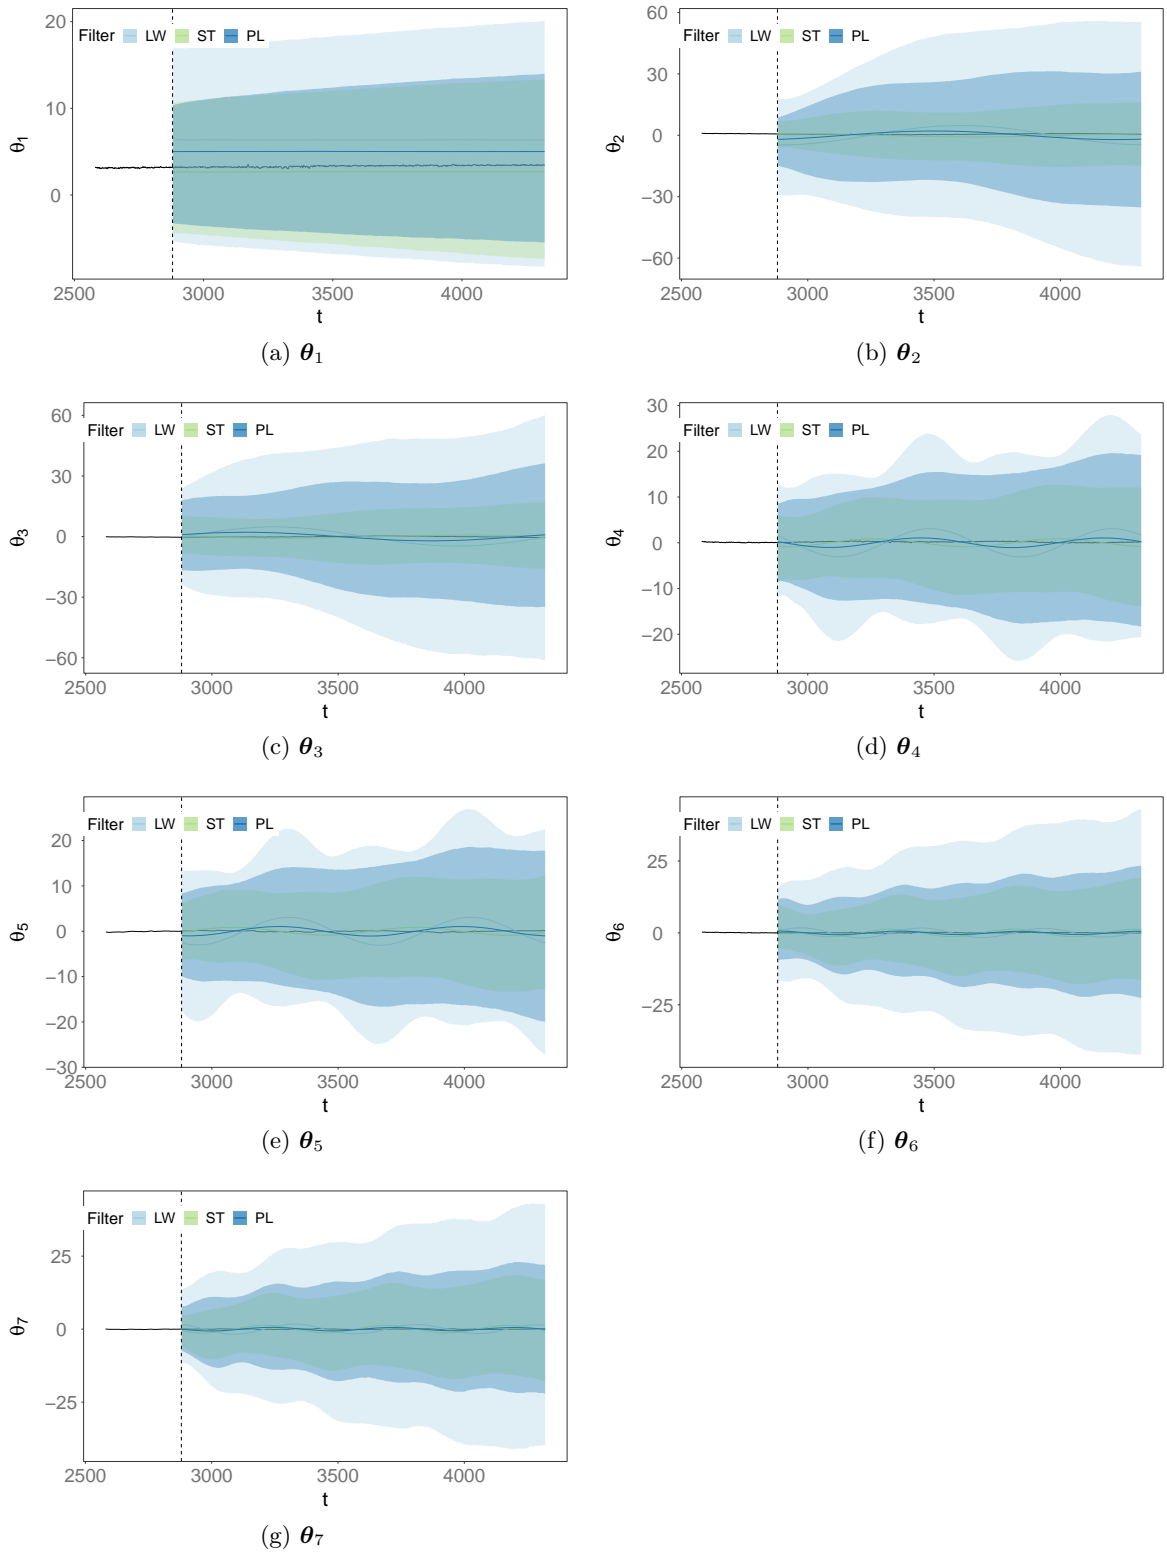 20
10
0
θ1
Filter LW ST PL
2500 3000 3500 4000
t
(a) θ1
60
30
0
−30
−60
θ2
Filter LW ST PL
2500 3000 3500 4000
t
(b) θ2
60
30
0
−30
−60
θ3
Filter LW ST PL
2500 3000 3500 4000
t
(c) θ3
30
20
10
0
−10
−20
θ4
Filter LW ST PL
2500 3000 3500 4000
t
(d) θ4
20
10
0
−10
−20
−30
θ5
Filter LW ST PL
2500 3000 3500 4000
t
(e) θ5
25
0
−25
θ6
Filter LW ST PL
2500 3000 3500 4000
t
(f) θ6
25
0
−25
θ7
Filter LW ST PL
2500 3000 3500 4000
t
(g) θ7